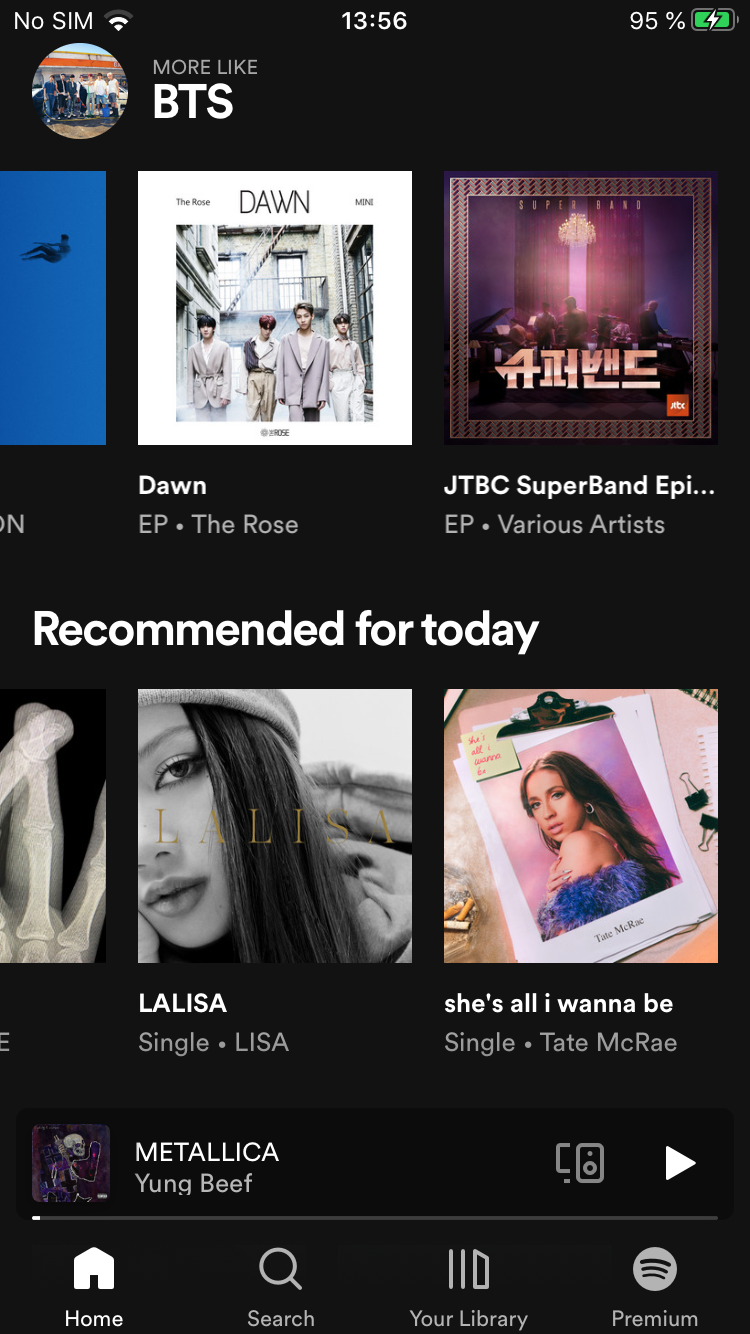 No SIM 13:56 95 %
MORE LIKE
BTS
The Rose DAWN MINI
SUPER BAND
슈퍼밴드
jtbc
ROSE
Dawn
JTBC SuperBand Epi...
ON
EP • The Rose
EP • Various Artists
Recommended for today
she's
all i
wanna
be
LALISA
Tate McRae
LALISA
she's all i wanna be
E
Single • LISA
Single • Tate McRae
METALLICA
Yung Beef
Home
Search
Your Library
Premium